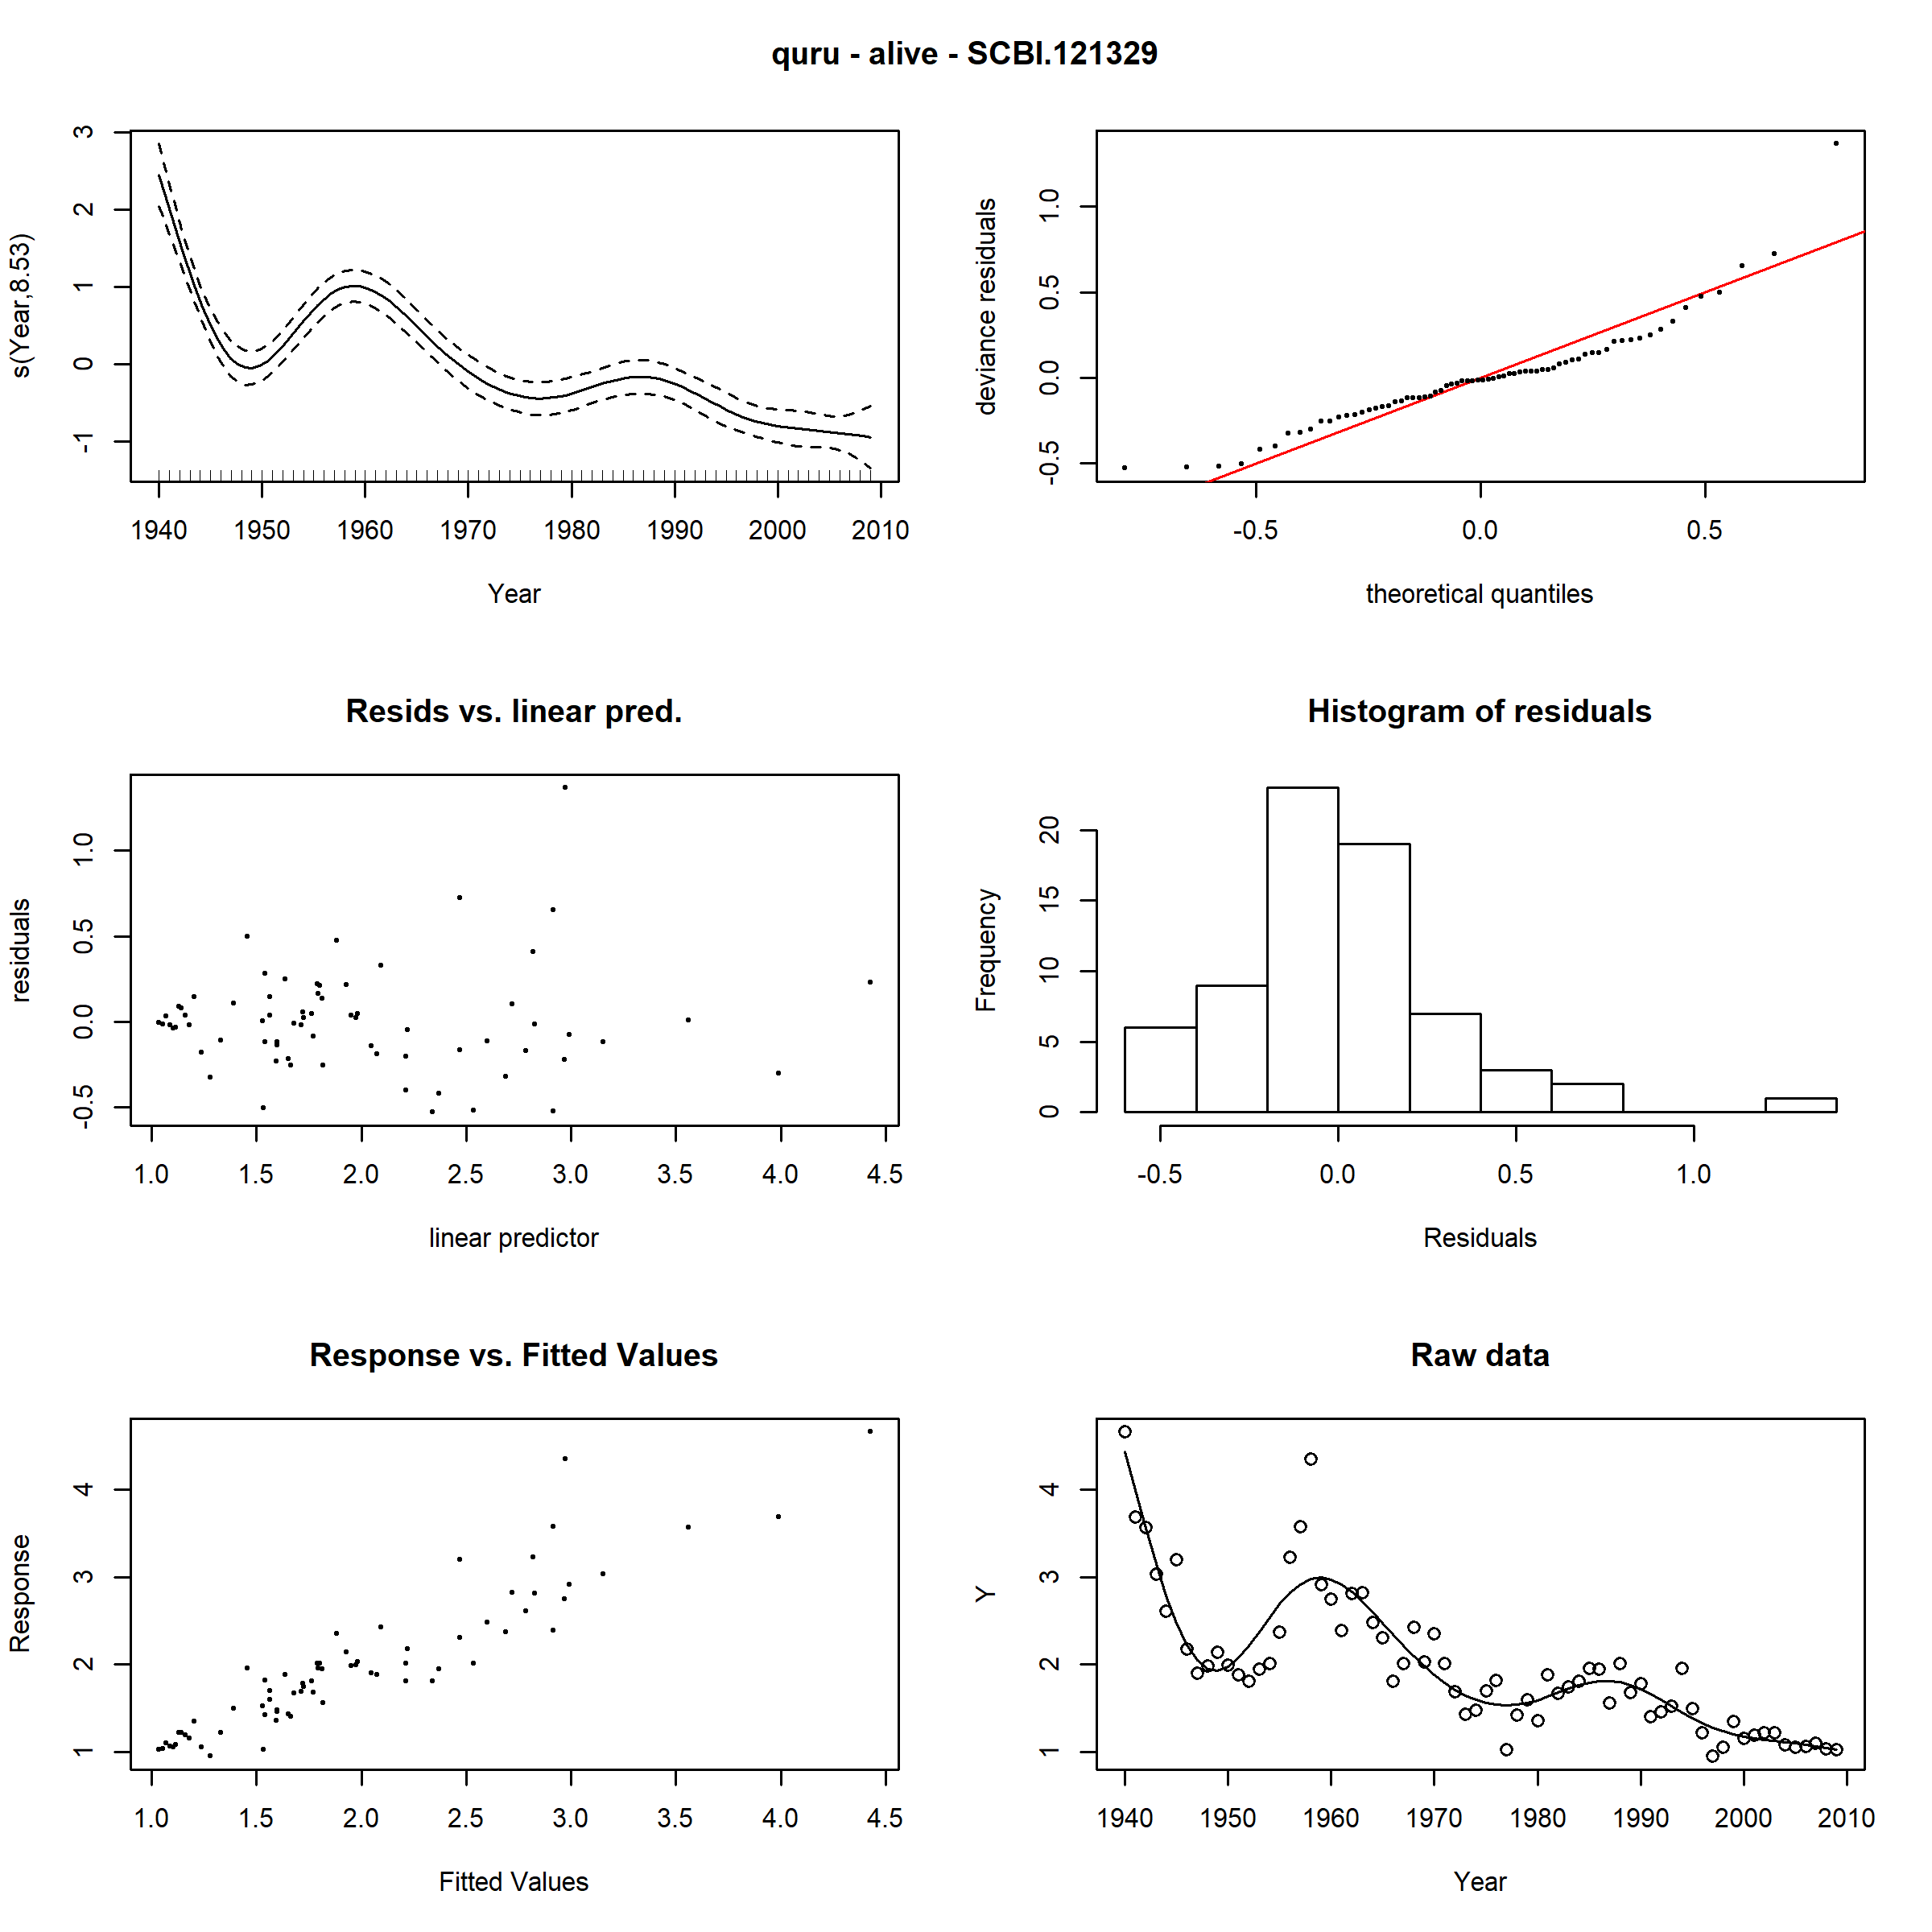 quru - alive - SCBI.121329
s(Year,8.53)
-1 0 1 2 3
1940 1950 1960 1970 1980 1990 2000 2010
Year
deviance residuals
-0.5 0.0 0.5 1.0
-0.5 0.0 0.5
theoretical quantiles
Resids vs. linear pred.
residuals
-0.5 0.0 0.5 1.0
1.0 1.5 2.0 2.5 3.0 3.5 4.0 4.5
linear predictor
Histogram of residuals
Frequency
0 5 10 15 20
-0.5 0.0 0.5 1.0
Residuals
Response vs. Fitted Values
Response
1 2 3 4
1.0 1.5 2.0 2.5 3.0 3.5 4.0 4.5
Fitted Values
Raw data
Y
1 2 3 4
1940 1950 1960 1970 1980 1990 2000 2010
Year